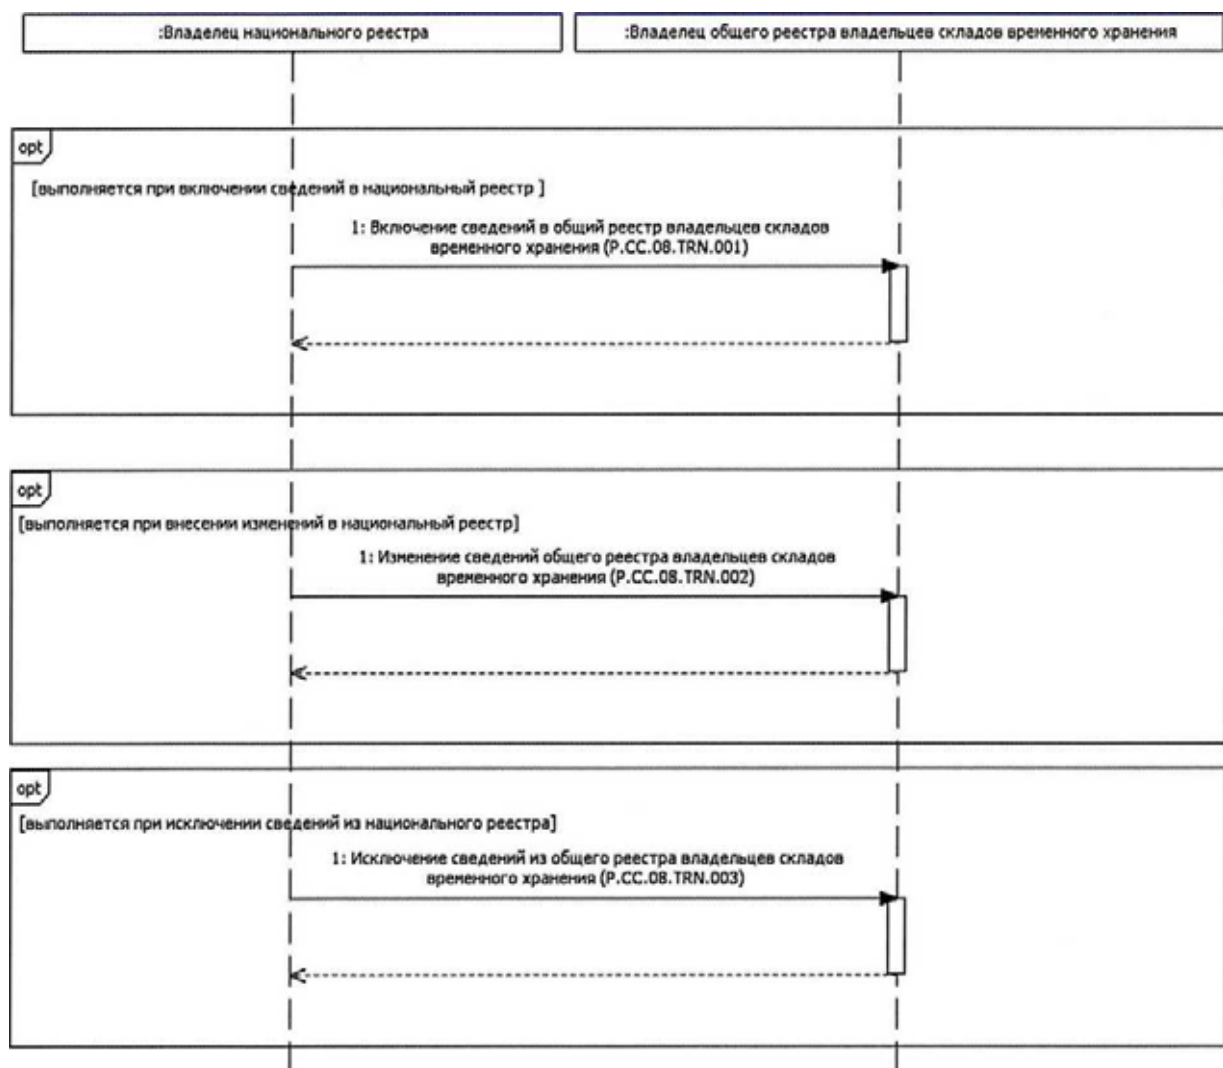 :Владелец национального реестра
:Владелец общего реестра владельцев складов временного хранения
opt
[выполняется при включении сведений в национальный реестр ]
1: Включение сведений в общий реестр владельцев складов
временного хранения (P.CC.08.TRN.001)
opt
[выполняется при внесении изменений в национальный реестр]
1: Изменение сведений общего реестра владельцев складов
временного хранения (P.CC.08.TRN.002)
opt
[выполняется при исключении сведений из национального реестра]
1: Исключение сведений из общего реестра владельцев складов
временного хранения (P.CC.08.TRN.003)